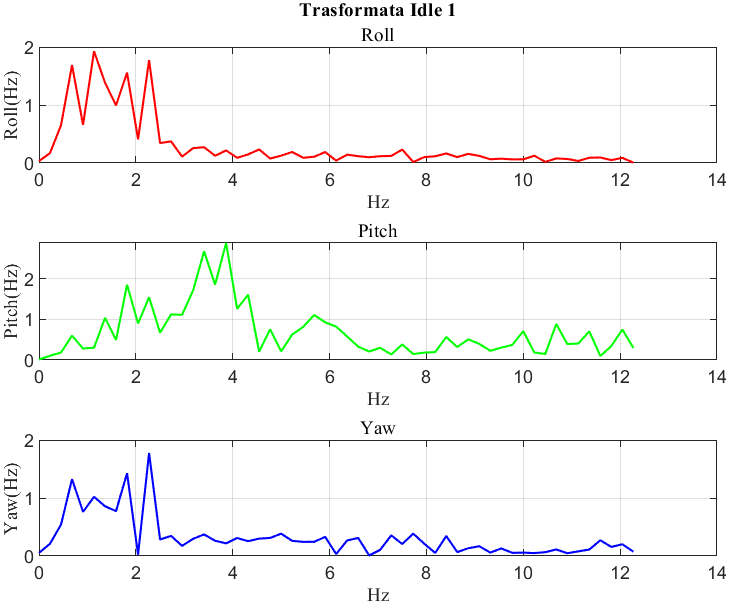 Trasformata Idle 1
Roll
Roll(Hz)
2
1
0
0 2 4 6 8 10 12 14
Hz
Pitch
Pitch(Hz)
2
1
0
0 2 4 6 8 10 12 14
Hz
Yaw
Yaw(Hz)
2
1
0
0 2 4 6 8 10 12 14
Hz